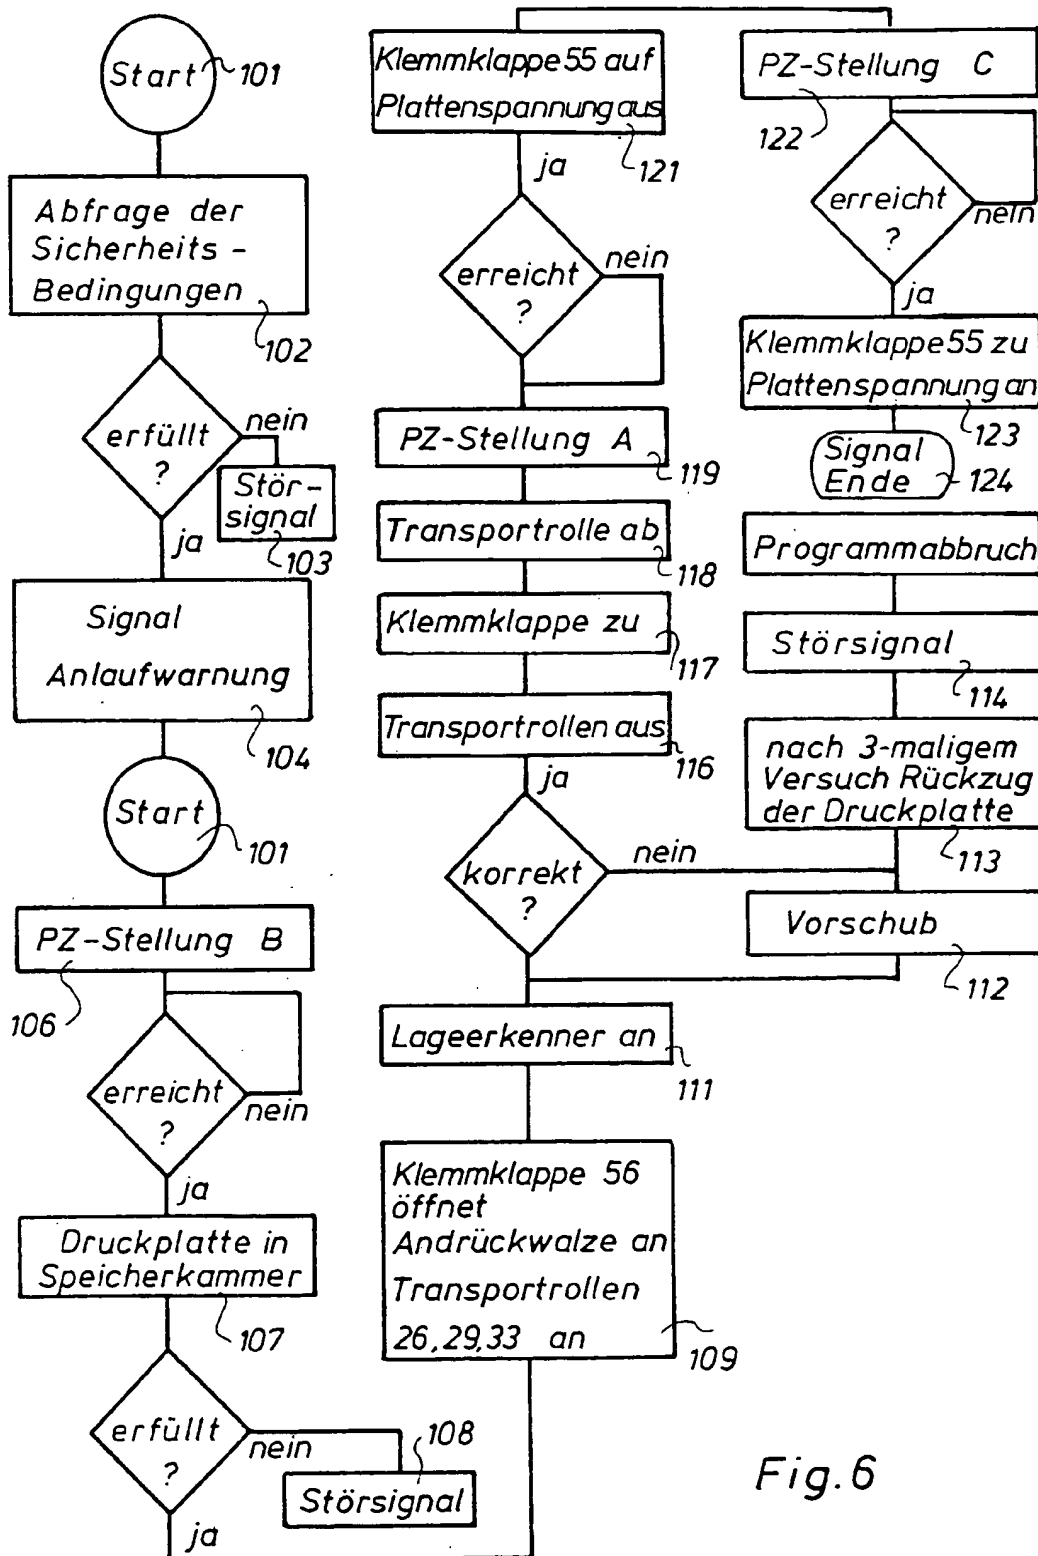 Start
101
Abfrage der
Sicherheits-
Bedingungen
102
erfüllt
?
nein
Stör-
signal
103
ja
Signal
Anlaufwarnung
104
Start
101
PZ-Stellung B
106
erreicht
?
nein
ja
Druckplatte in
Speicherkammer
107
erfüllt
?
nein
108
Störsignal
ja
Klemmklappe 55 auf
Plattenspannung aus
121
ja
erreicht
?
nein
PZ-Stellung A
119
Transportrolle ab
118
Klemmklappe zu
117
Transportrollen aus
116
ja
korrekt
?
nein
Lageerkenner an
111
Klemmklappe 56
öffnet
Andrückwalze an
Transportrollen
26,29,33 an
109
PZ-Stellung C
122
erreicht
?
nein
ja
Klemmklappe 55 zu
Plattenspannung an
123
Signal
Ende
124
Programmabbruch
Störsignal
114
nach 3-maligem
Versuch Rückzug
der Druckplatte
113
Vorschub
112
Fig.6